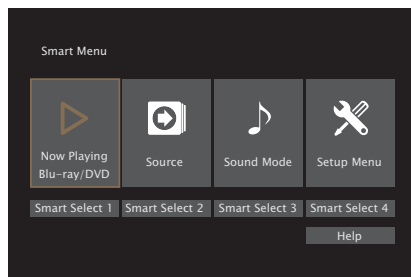 Smart Menu
Now Playing
Blu-ray/DVD
Source
Sound Mode
Setup Menu
Smart Select 1
Smart Select 2
Smart Select 3
Smart Select 4
Help